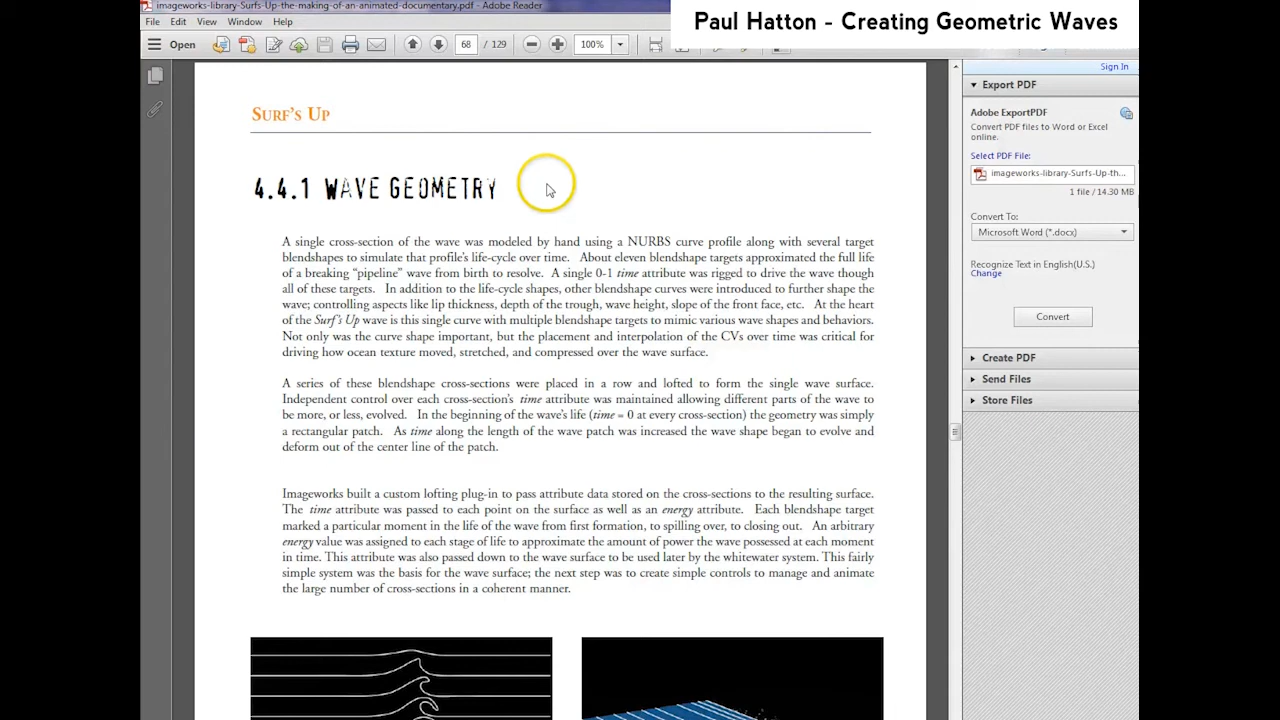 imageworks-library-Surfs-Up-the-making-of-an-animated-documentary.pdf - Adobe Reader
Paul Hatton - Creating Geometric Waves
File Edit View Window Help
Open 68 / 129 100%
Sign In
SURF'S UP
4.4.1 WAVE GEOMETRY
A single cross-section of the wave was modeled by hand using a NURBS curve profile along with several target
blendshapes to simulate that profile's life-cycle over time. About eleven blendshape targets approximated the full life
of a breaking "pipeline" wave from birth to resolve. A single 0-1 time attribute was rigged to drive the wave though
all of these targets. In addition to the life-cycle shapes, other blendshape curves were introduced to further shape the
wave; controlling aspects like lip thickness, depth of the trough, wave height, slope of the front face, etc. At the heart
of the Surf's Up wave is this single curve with multiple blendshape targets to mimic various wave shapes and behaviors.
Not only was the curve shape important, but the placement and interpolation of the CVs over time was critical for
driving how ocean texture moved, stretched, and compressed over the wave surface.
A series of these blendshape cross-sections were placed in a row and lofted to form the single wave surface.
Independent control over each cross-section's time attribute was maintained allowing different parts of the wave to
be more, or less, evolved. In the beginning of the wave's life (time = 0 at every cross-section) the geometry was simply
a rectangular patch. As time along the length of the wave patch was increased the wave shape began to evolve and
deform out of the center line of the patch.
Imageworks built a custom lofting plug-in to pass attribute data stored on the cross-sections to the resulting surface.
The time attribute was passed to each point on the surface as well as an energy attribute. Each blendshape target
marked a particular moment in the life of the wave from first formation, to spilling over, to closing out. An arbitrary
energy value was assigned to each stage of life to approximate the amount of power the wave possessed at each moment
in time. This attribute was also passed down to the wave surface to be used later by the whitewater system. This fairly
simple system was the basis for the wave surface; the next step was to create simple controls to manage and animate
the large number of cross-sections in a coherent manner.
Export PDF
Adobe ExportPDF
Convert PDF files to Word or Excel
online.
Select PDF File:
imageworks-library-Surfs-Up-th...
1 file / 14.30 MB
Convert To:
Microsoft Word (*.docx)
Recognize Text in English(U.S.)
Change
Convert
Create PDF
Send Files
Store Files